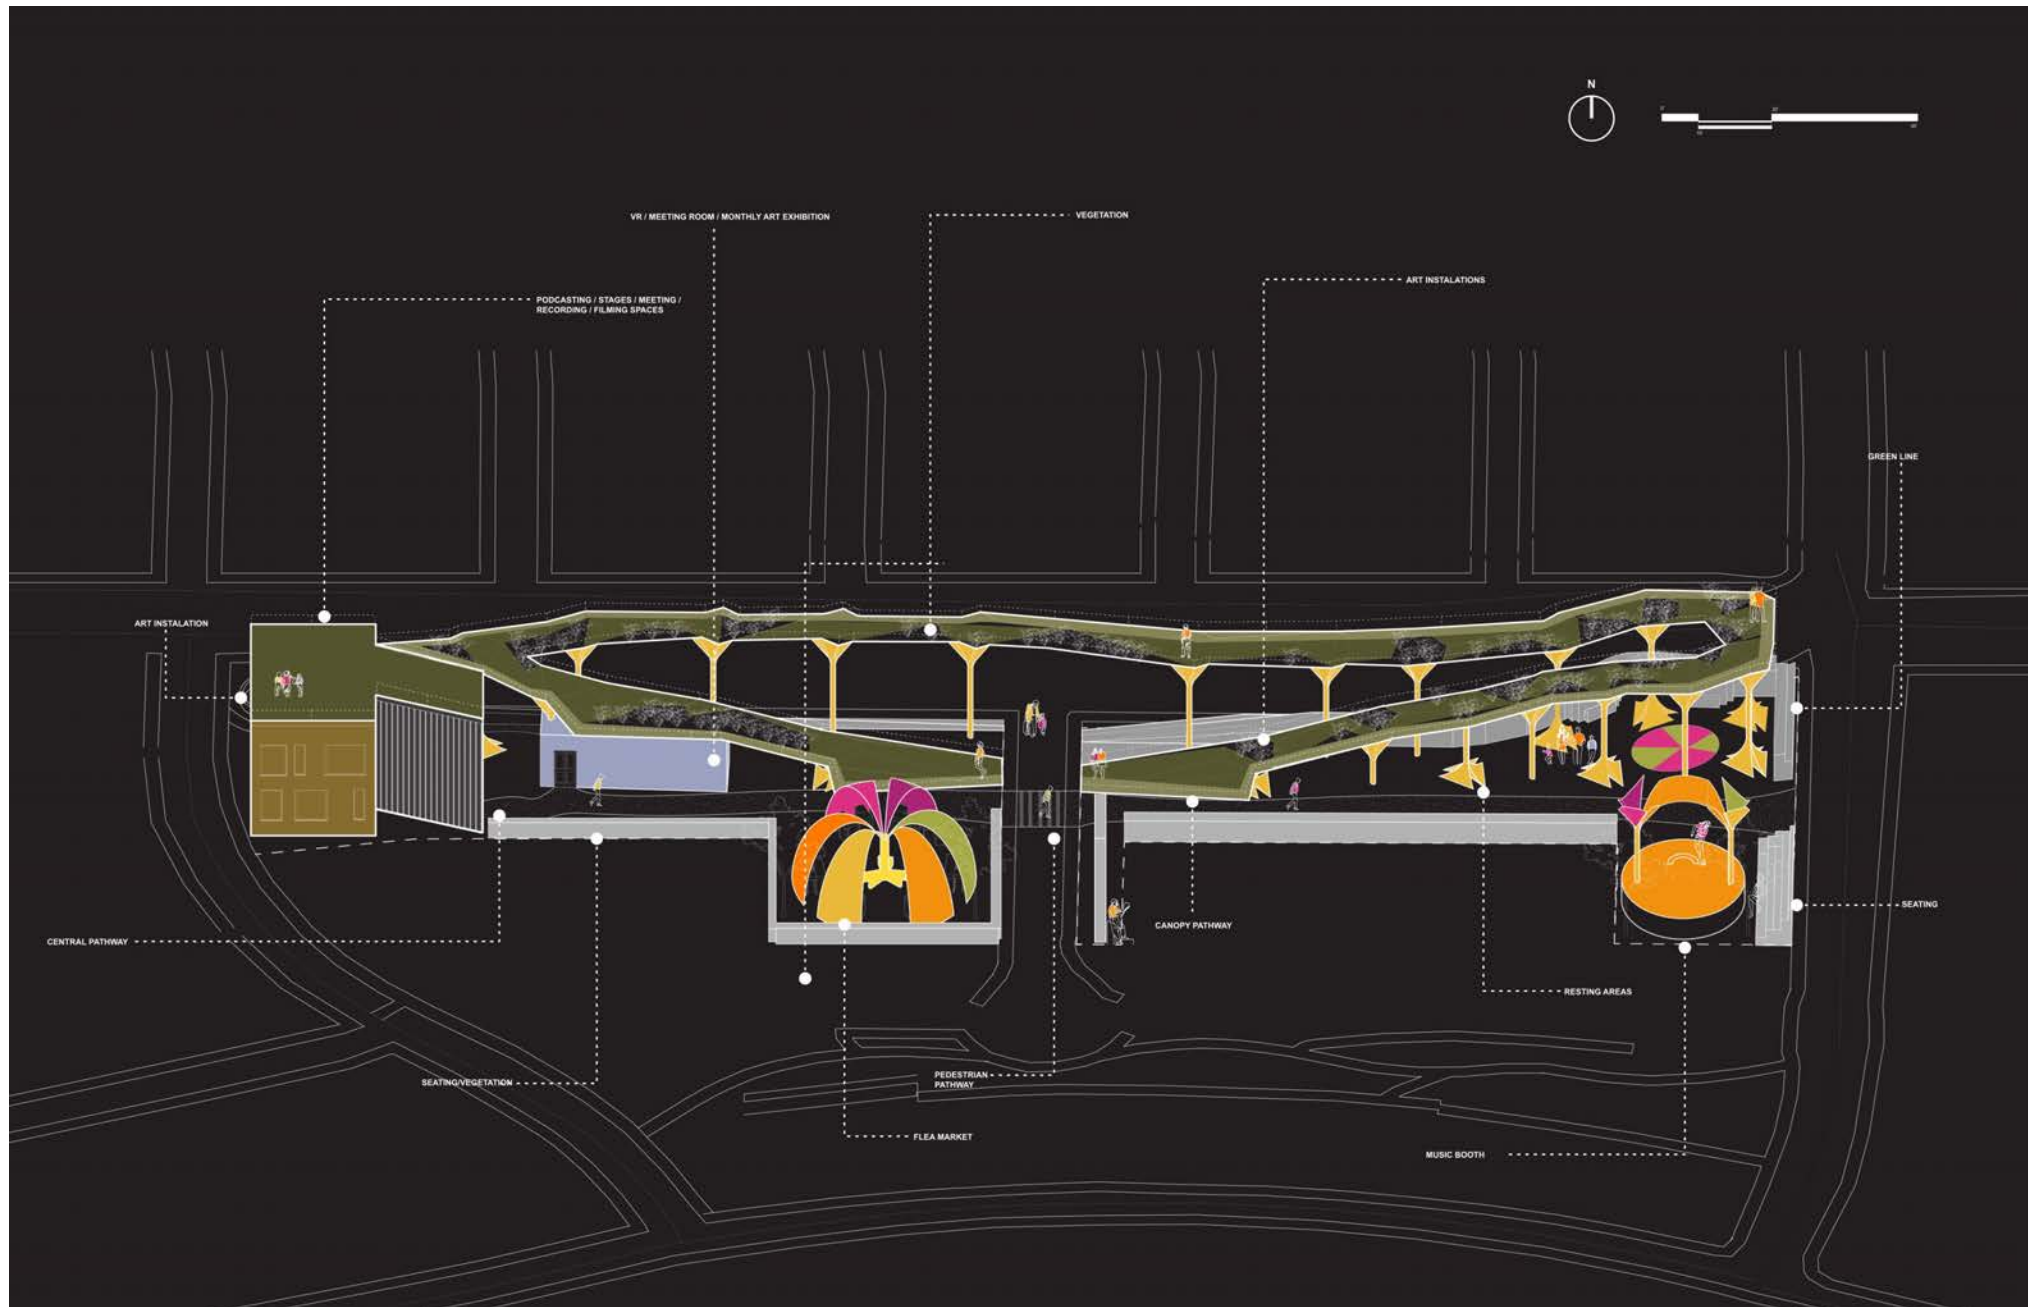 N
VR / MEETING ROOM / MONTHLY ART EXHIBITION
VEGETATION
ART INSTALATIONS
PODCASTING / STAGES / MEETING /
RECORDING / FILMING SPACES
GREEN LINE
ART INSTALATION
SEATING
CANOPY PATHWAY
CENTRAL PATHWAY
RESTING AREAS
PEDESTRIAN
PATHWAY
SEATING/VEGETATION
FLEA MARKET
MUSIC BOOTH